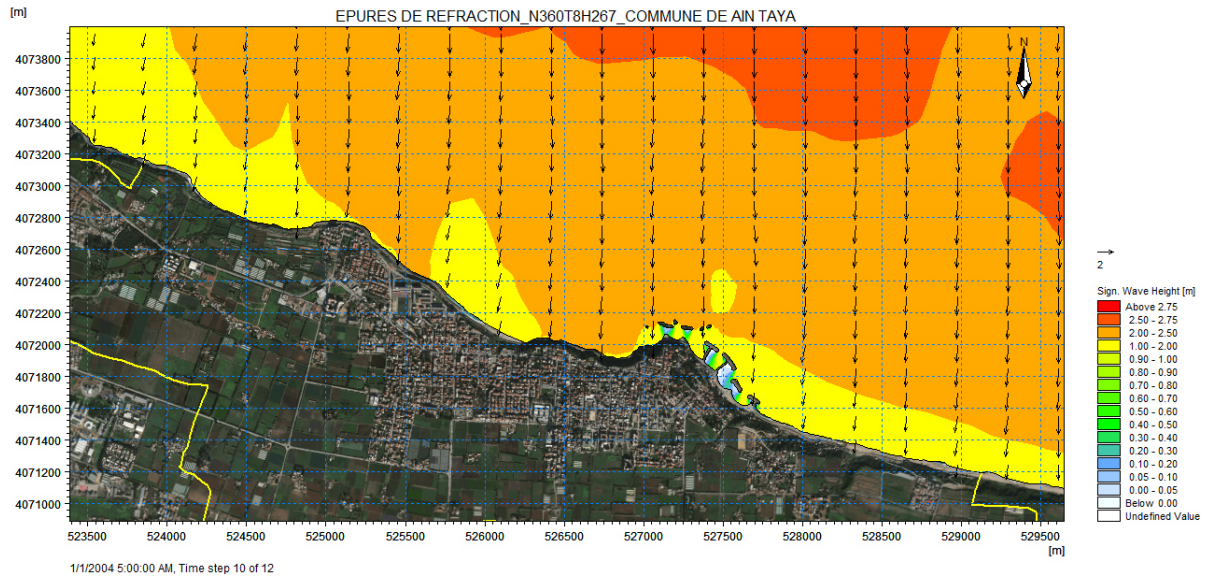 EPURES DE REFRACTION_N360T8H267_COMMUNE DE AIN TAYA
[m]
4073800
4073600
4073400
4073200
4073000
4072800
4072600
4072400
4072200
4072000
4071800
4071600
4071400
4071200
4071000
N
2
Sign. Wave Height [m]
Above 2.75
2.50 - 2.75
2.00 - 2.50
1.00 - 2.00
0.90 - 1.00
0.80 - 0.90
0.70 - 0.80
0.60 - 0.70
0.50 - 0.60
0.40 - 0.50
0.30 - 0.40
0.20 - 0.30
0.10 - 0.20
0.05 - 0.10
0.00 - 0.05
Below 0.00
Undefined Value
523500 524000 524500 525000 525500 526000 526500 527000 527500 528000 528500 529000 529500
[m]
1/1/2004 5:00:00 AM, Time step 10 of 12